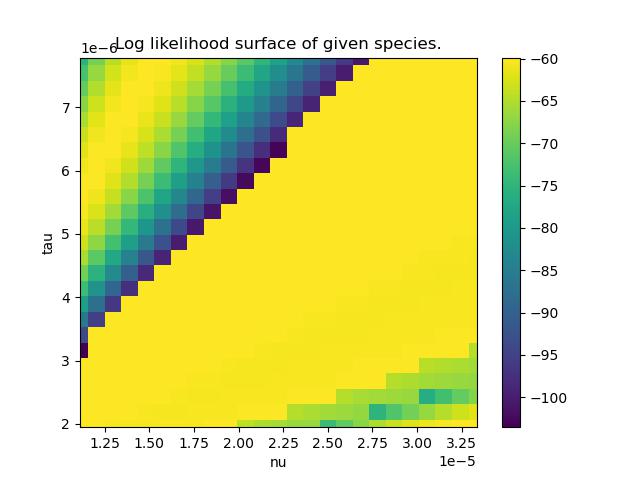 1e−6
Log likelihood surface of given species.
tau
7
6
5
4
3
2
1.25 1.50 1.75 2.00 2.25 2.50 2.75 3.00 3.25
1e−5
nu
−60
−65
−70
−75
−80
−85
−90
−95
−100